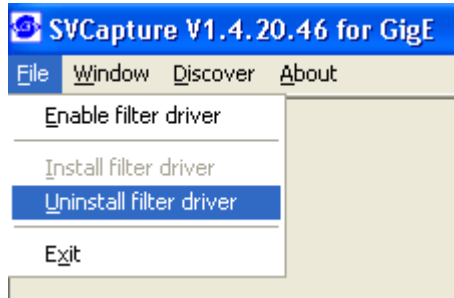 SVCapture V1.4.20.46 for GigE
File Window Discover About
Enable filter driver
Install filter driver
Uninstall filter driver
Exit